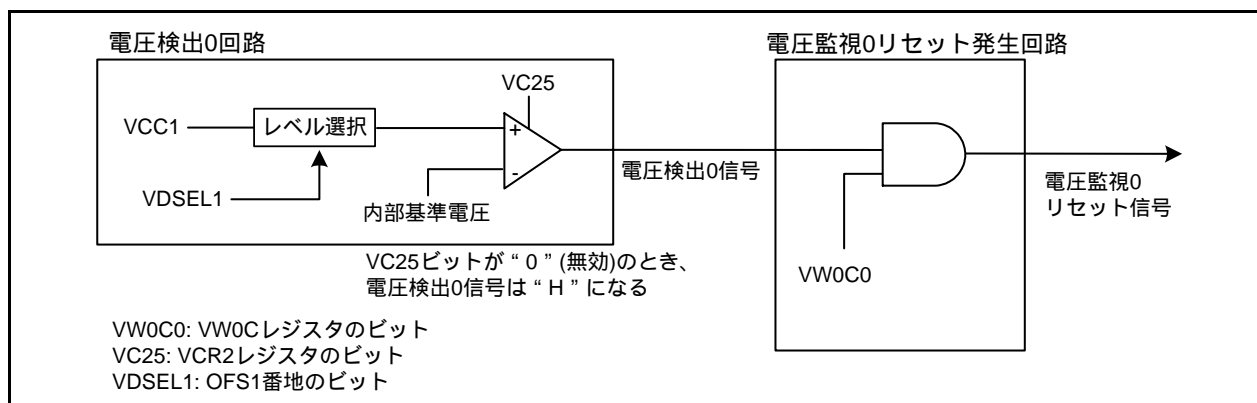 電圧検出0回路
電圧監視0リセット発生回路
VC25
VCC1
レベル選択
+
-
VDSEL1
内部基準電圧
電圧検出0信号
電圧監視0
リセット信号
VW0C0
VC25ビットが “ 0 ” (無効)のとき、
電圧検出0信号は “ H ” になる
VW0C0: VW0Cレジスタのビット
VC25: VCR2レジスタのビット
VDSEL1: OFS1番地のビット